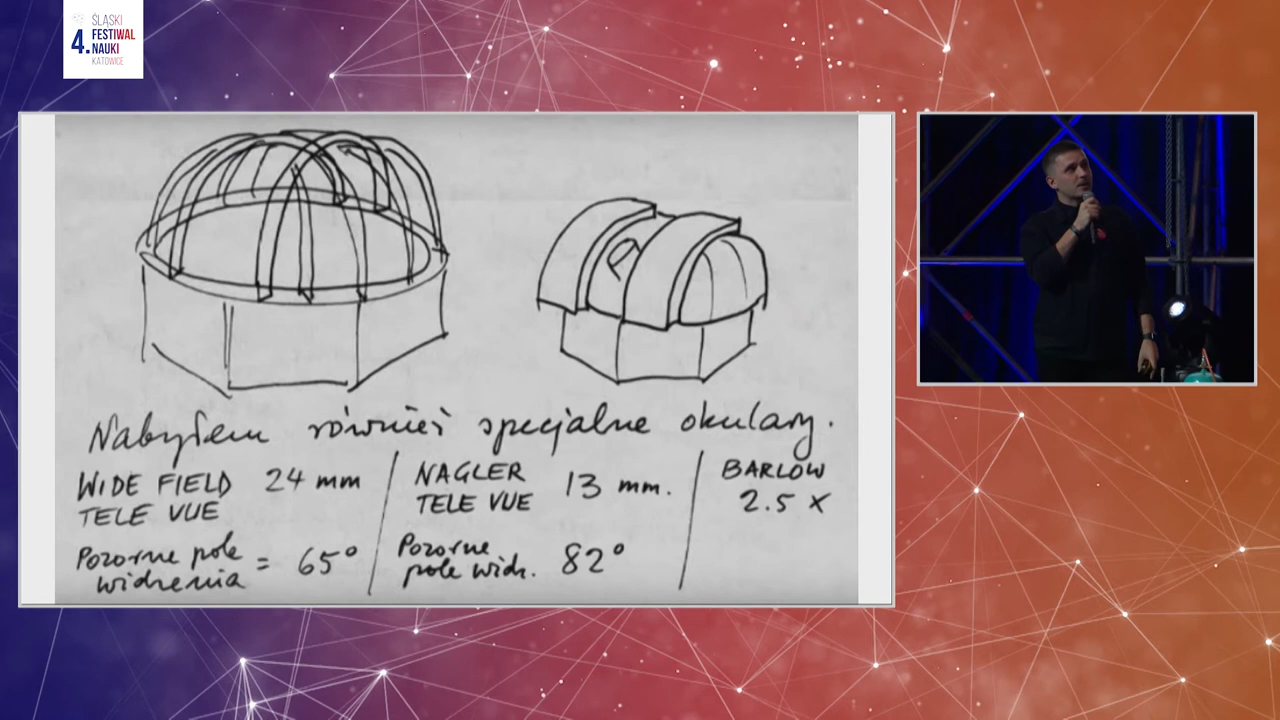 4. ŚLĄSKI
FESTIWAL
NAUKI
KATOWICE
Nabyłem również specjalne okulary.
WIDE FIELD 24 mm
TELE VUE
Pozorne pole
widzenia = 65°
NAGLER 13 mm.
TELE VUE
Pozorne
pole widz. 82°
BARLOW
2.5 x